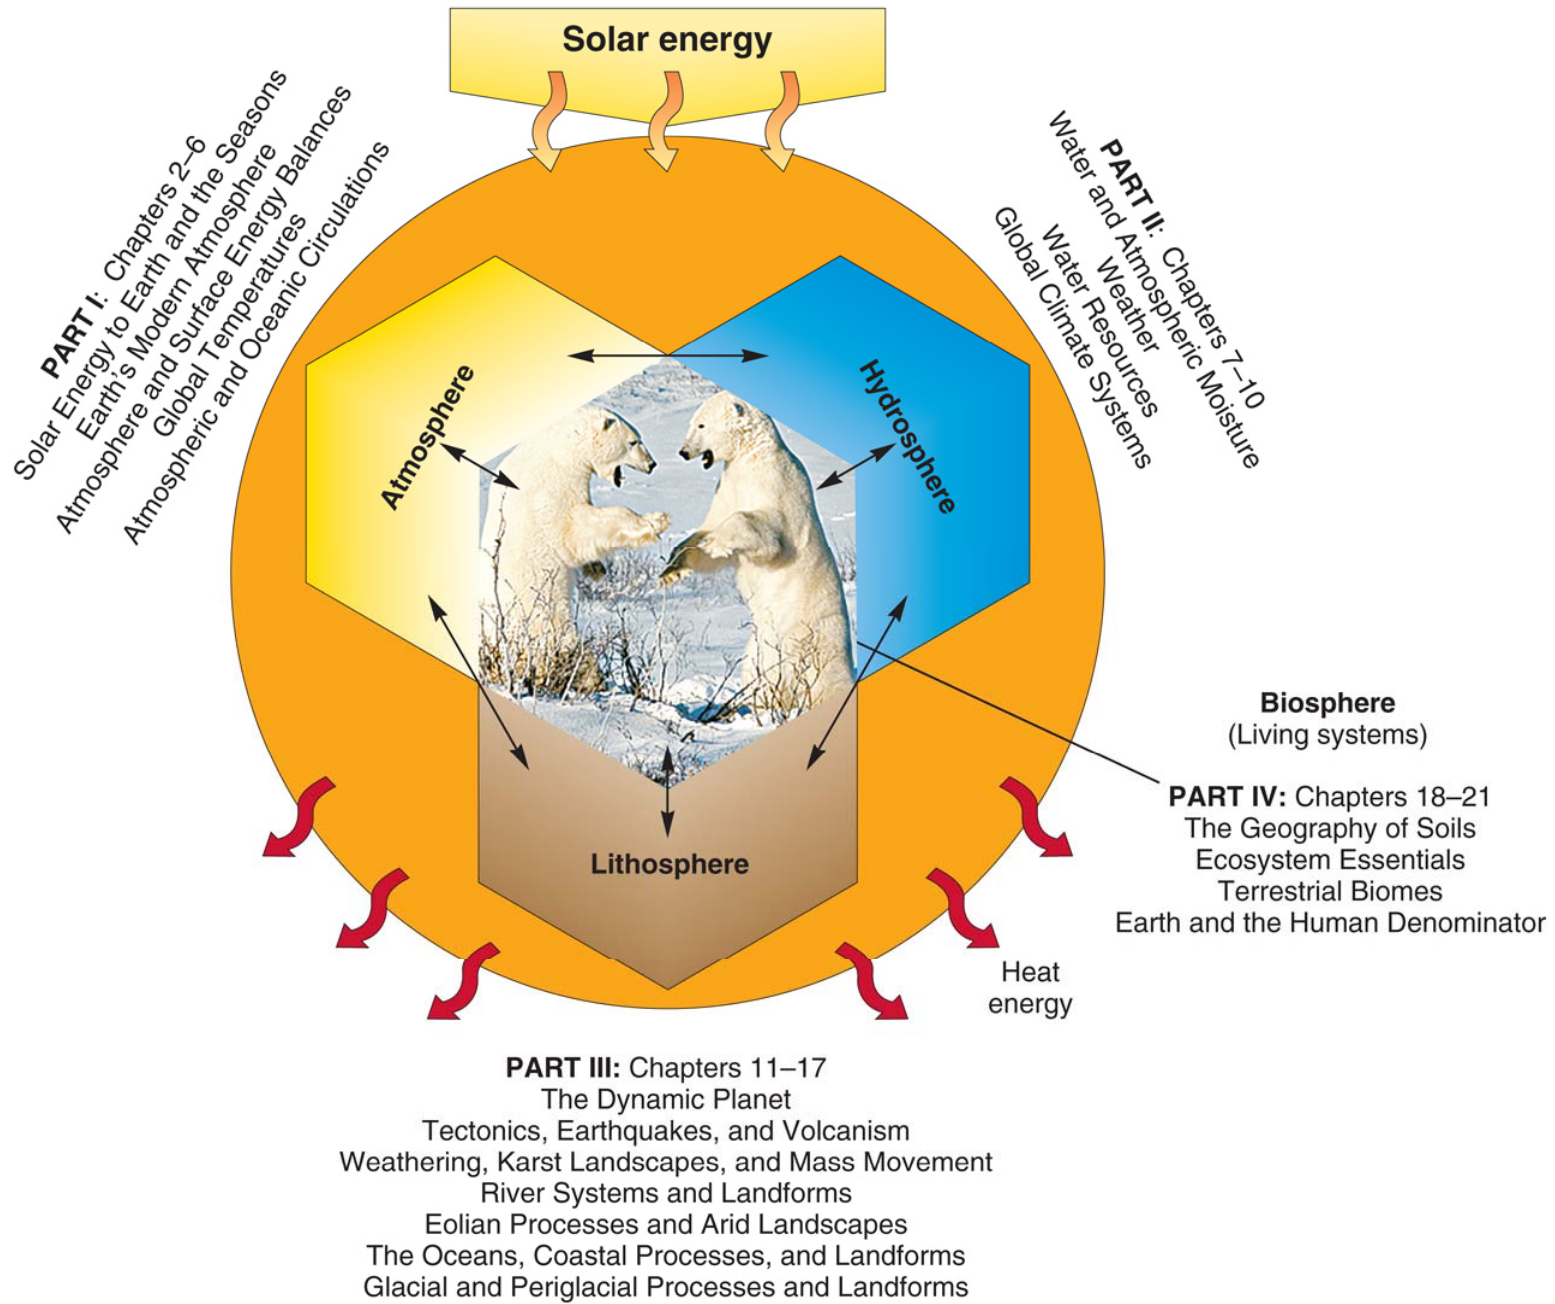 Solar energy
PART I: Chapters 2–6
Solar Energy to Earth and the Seasons
Earth's Modern Atmosphere
Atmosphere and Surface Energy Balances
Global Temperatures
Atmospheric and Oceanic Circulations
PART II: Chapters 7–10
Water and Atmospheric Moisture
Weather
Water Resources
Global Climate Systems
Atmosphere
Hydrosphere
Lithosphere
Biosphere
(Living systems)
PART IV: Chapters 18–21
The Geography of Soils
Ecosystem Essentials
Terrestrial Biomes
Earth and the Human Denominator
Heat
energy
PART III: Chapters 11–17
The Dynamic Planet
Tectonics, Earthquakes, and Volcanism
Weathering, Karst Landscapes, and Mass Movement
River Systems and Landforms
Eolian Processes and Arid Landscapes
The Oceans, Coastal Processes, and Landforms
Glacial and Periglacial Processes and Landforms